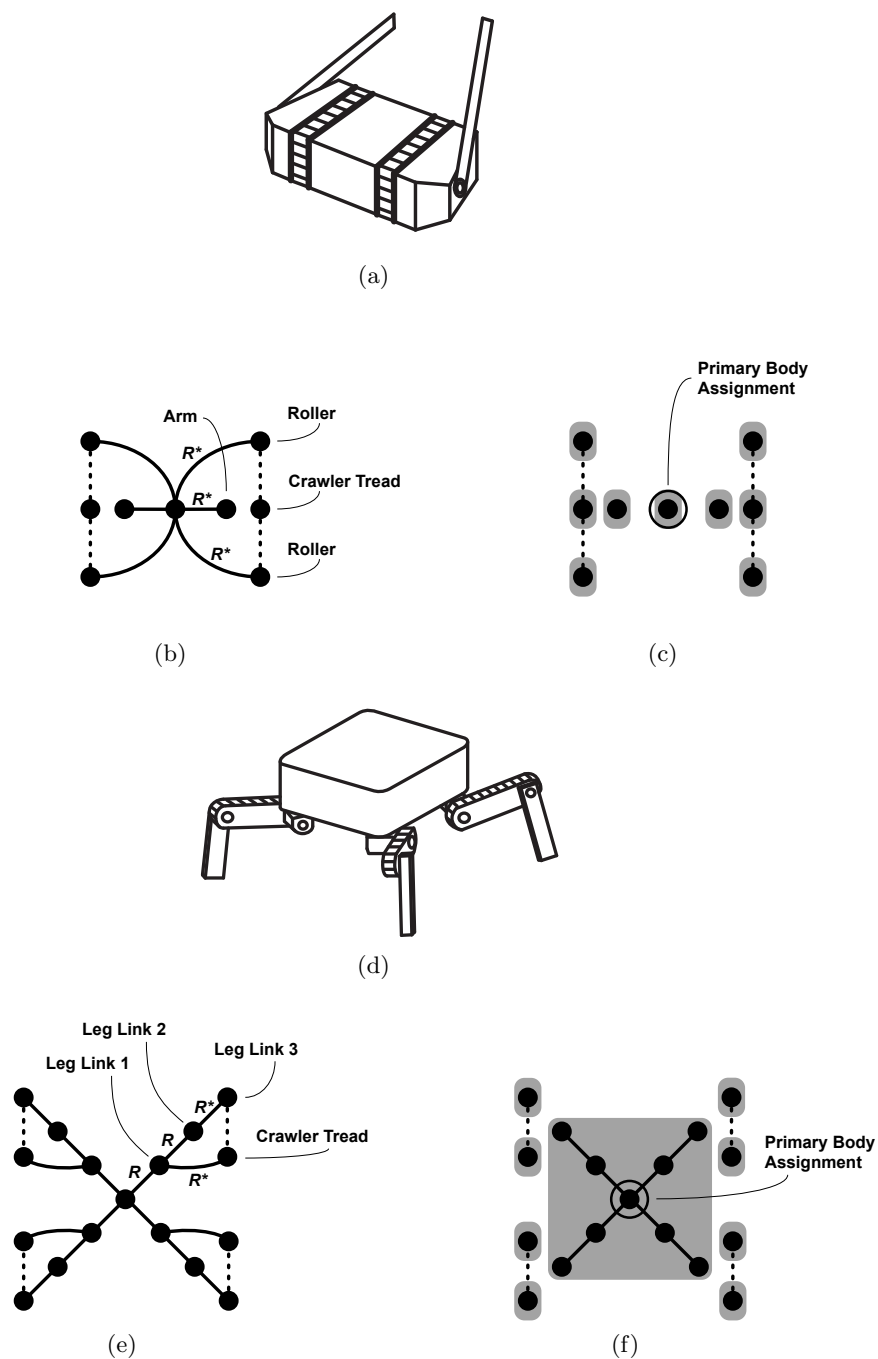 (a)
Primary Body
Assignment
Arm
Roller
R*
Crawler Tread
R*
Roller
R*
(b)
(c)
(d)
Leg Link 2
Leg Link 1
Leg Link 3
R*
R
Crawler Tread
R
R*
Primary Body
Assignment
(e)
(f)